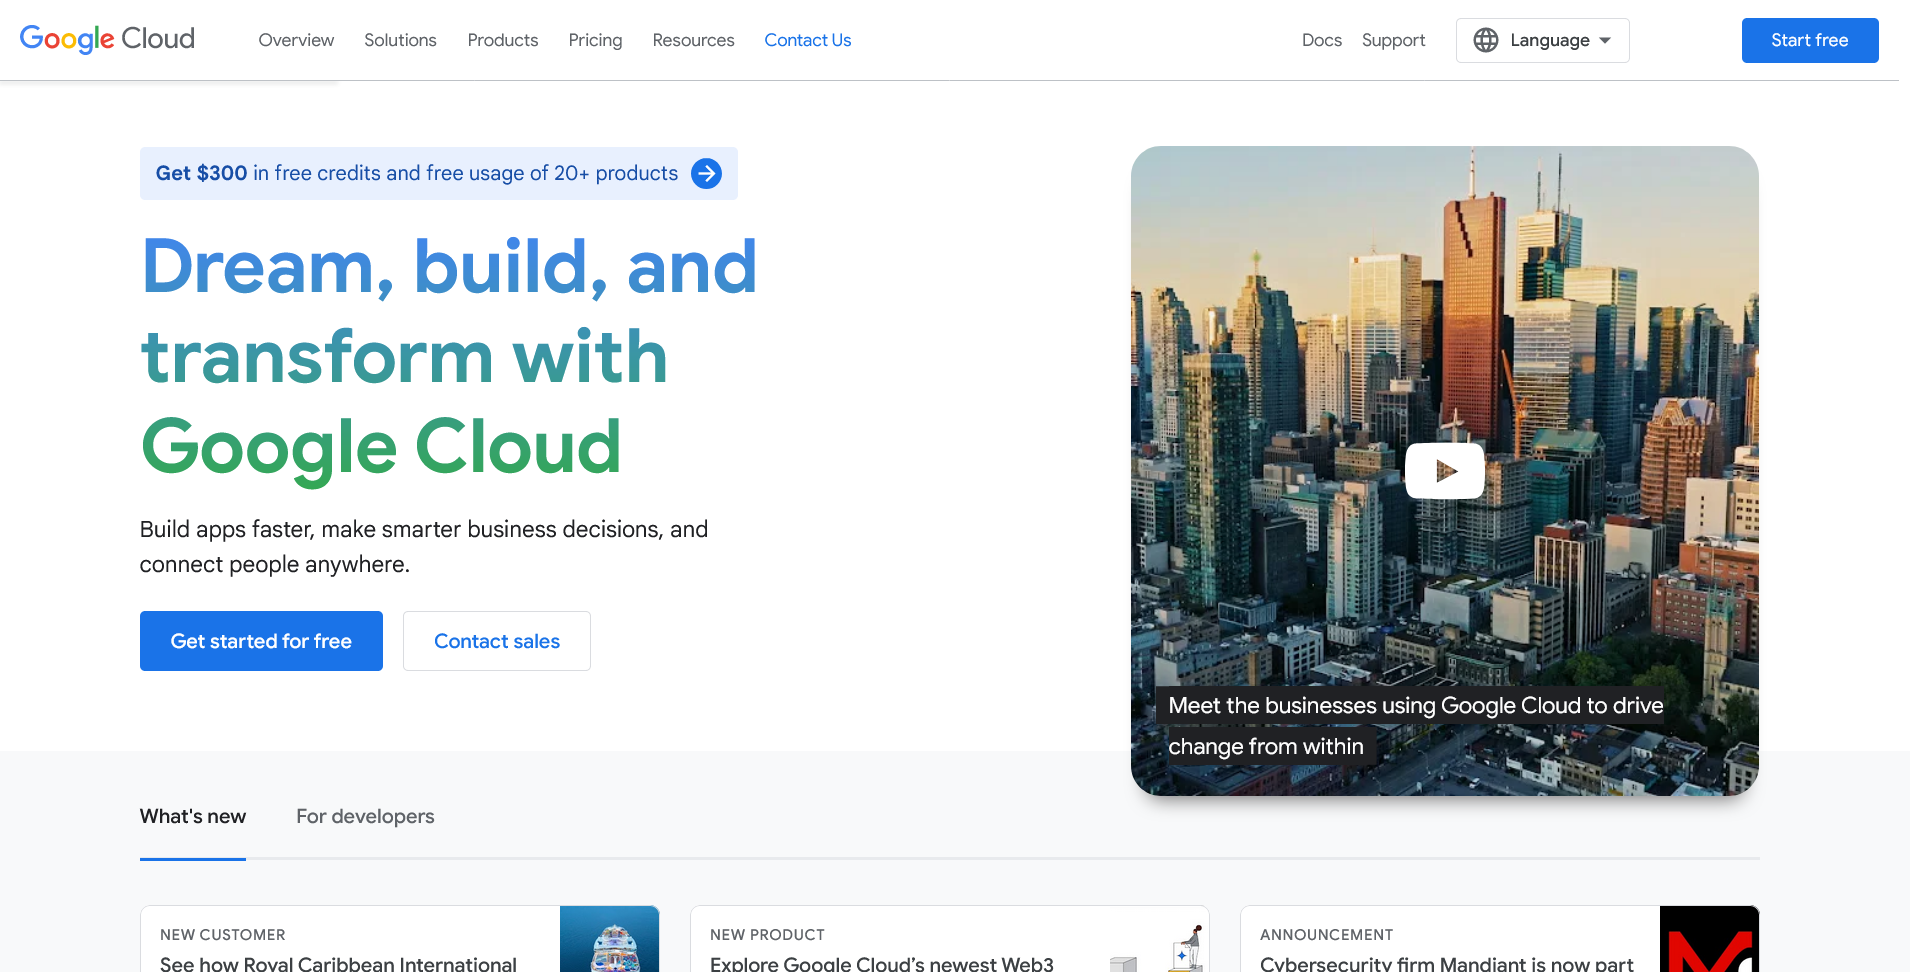 Google Cloud
Overview
Solutions
Products
Pricing
Resources
Contact Us
Docs
Support
Language
Start free
Get $300 in free credits and free usage of 20+ products
Dream, build, and
transform with
Google Cloud
Build apps faster, make smarter business decisions, and
connect people anywhere.
Get started for free
Contact sales
Meet the businesses using Google Cloud to drive
change from within
What's new
For developers
NEW CUSTOMER
See how Royal Caribbean International
NEW PRODUCT
Explore Google Cloud’s newest Web3
ANNOUNCEMENT
Cybersecurity firm Mandiant is now part